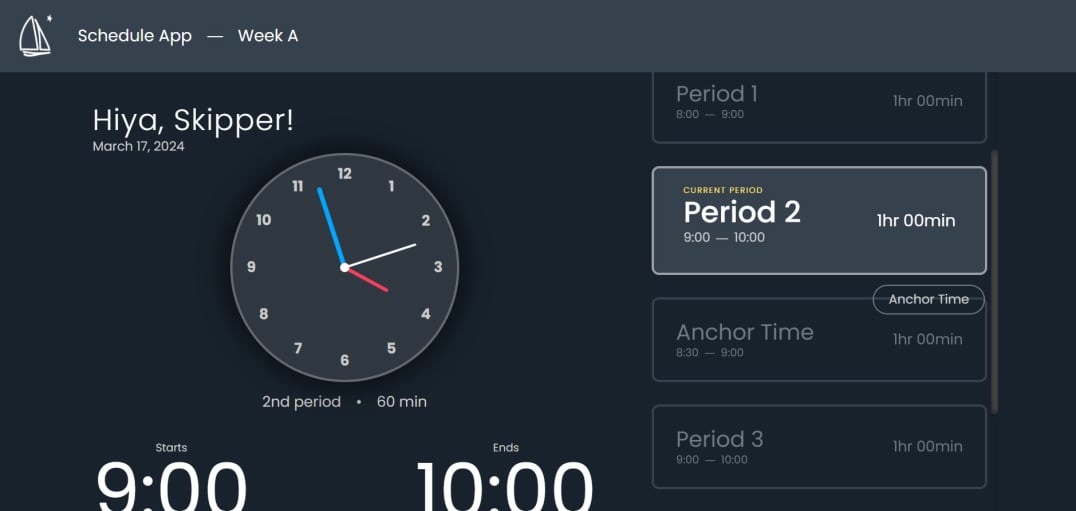 Schedule App — Week A
Hiya, Skipper!
March 17, 2024
12
1
2
3
4
5
6
7
8
9
10
11
2nd period • 60 min
Starts
9:00
Ends
10:00
Period 1
8:00 — 9:00
1hr 00min
CURRENT PERIOD
Period 2
9:00 — 10:00
1hr 00min
Anchor Time
Anchor Time
8:30 — 9:00
1hr 00min
Period 3
9:00 — 10:00
1hr 00min